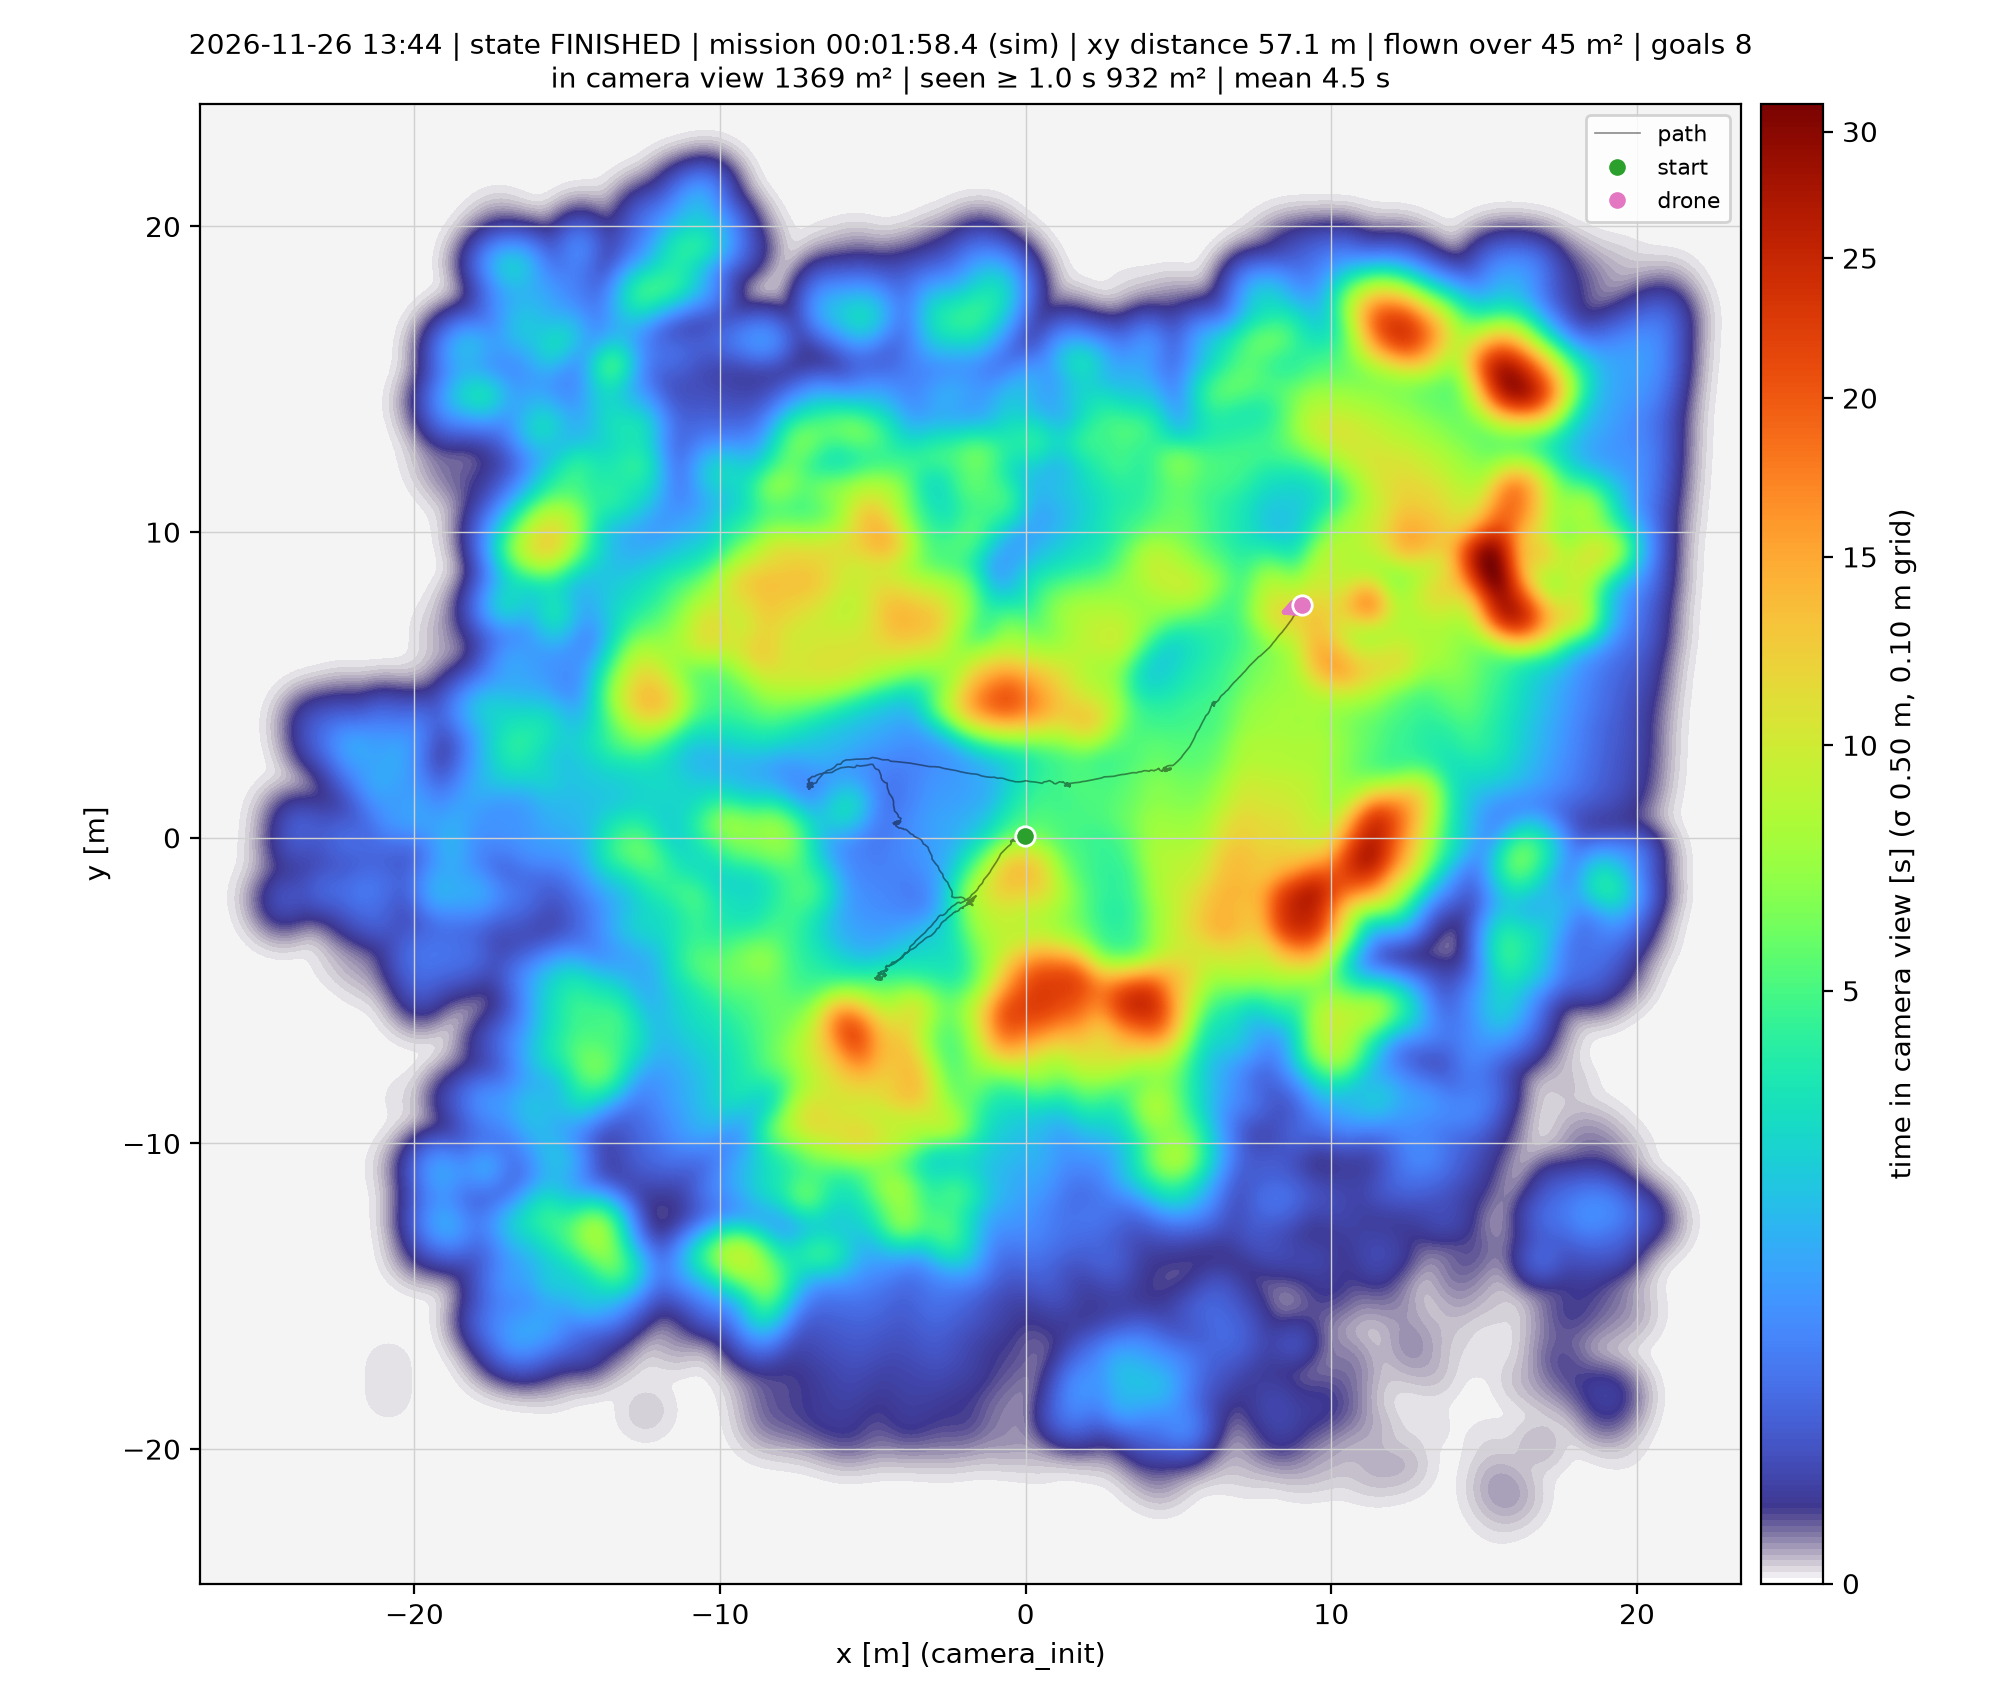 2026-11-26 13:44 | state FINISHED | mission 00:01:58.4 (sim) | xy distance 57.1 m | flown over 45 m² | goals 8
in camera view 1369 m² | seen ≥ 1.0 s 932 m² | mean 4.5 s
path
start
drone
20
10
0
−10
−20
y [m]
−20
−10
0
10
20
x [m] (camera_init)
30
25
20
15
10
5
0
time in camera view [s] (σ 0.50 m, 0.10 m grid)